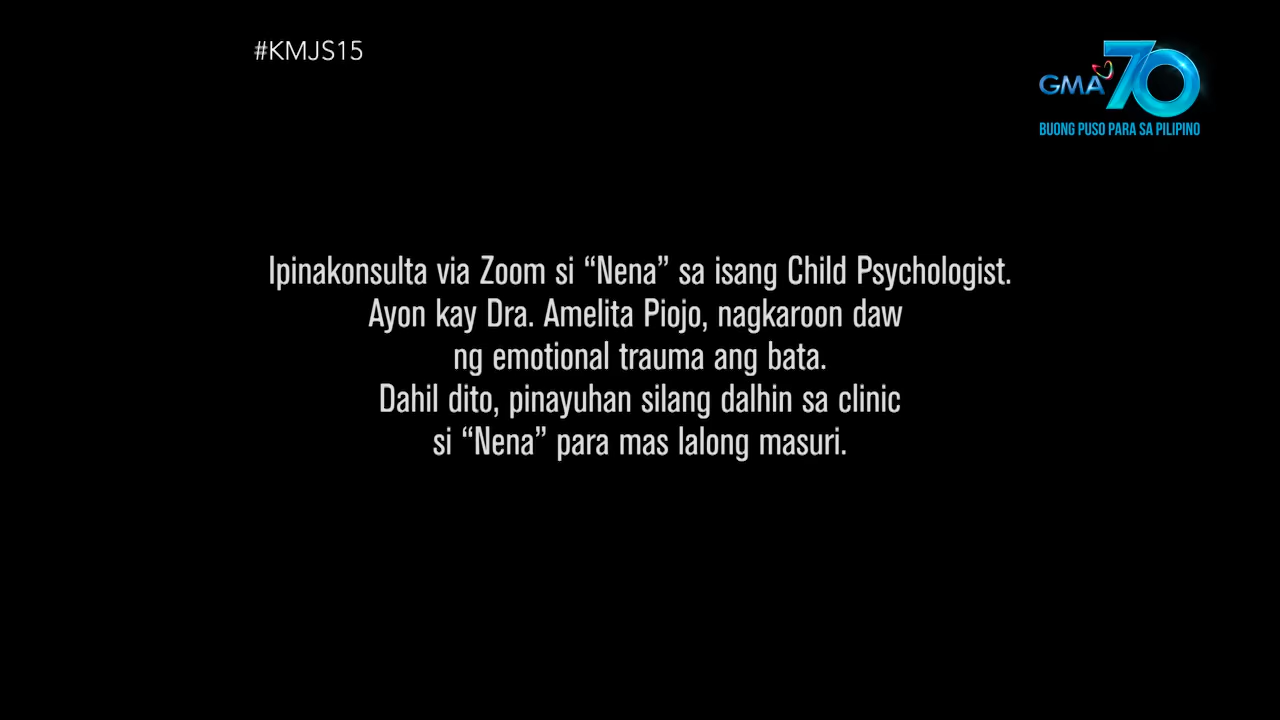 #KMJS15
GMA 70
BUONG PUSO PARA SA PILIPINO
Ipinakonsulta via Zoom si “Nena” sa isang Child Psychologist.
Ayon kay Dra. Amelita Piojo, nagkaroon daw
ng emotional trauma ang bata.
Dahil dito, pinayuhan silang dalhin sa clinic
si “Nena” para mas lalong masuri.